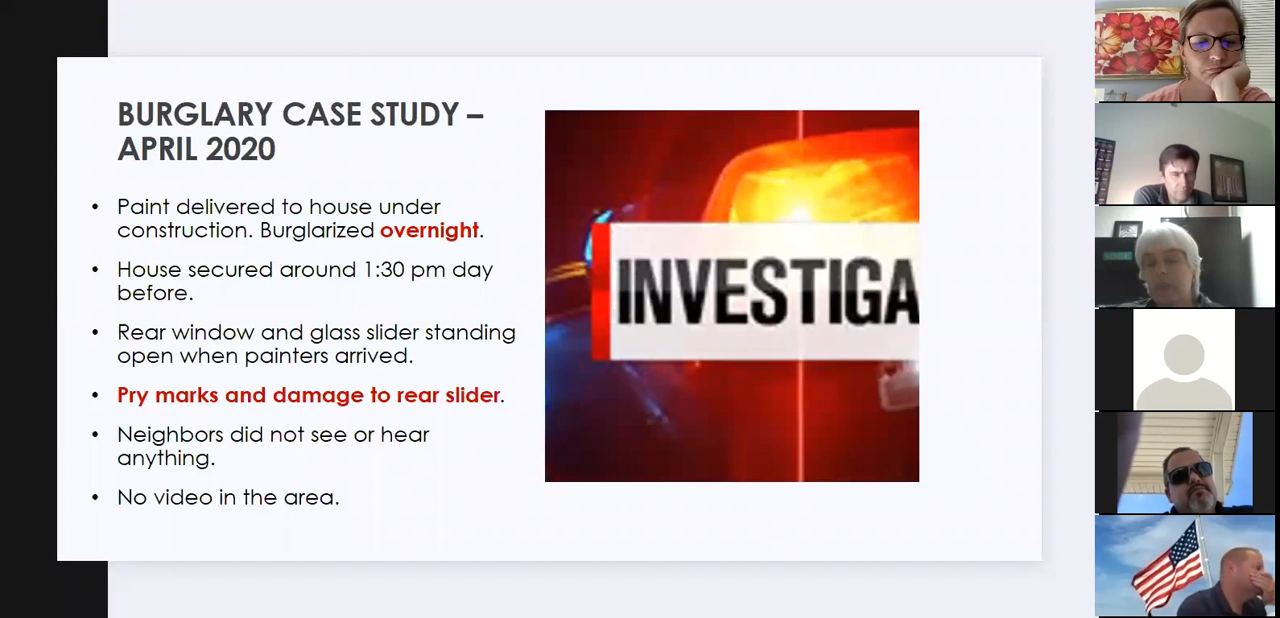 BURGLARY CASE STUDY –
APRIL 2020
• Paint delivered to house under
construction. Burglarized overnight.
• House secured around 1:30 pm day
before.
• Rear window and glass slider standing
open when painters arrived.
• Pry marks and damage to rear slider.
• Neighbors did not see or hear
anything.
• No video in the area.
INVESTIGA